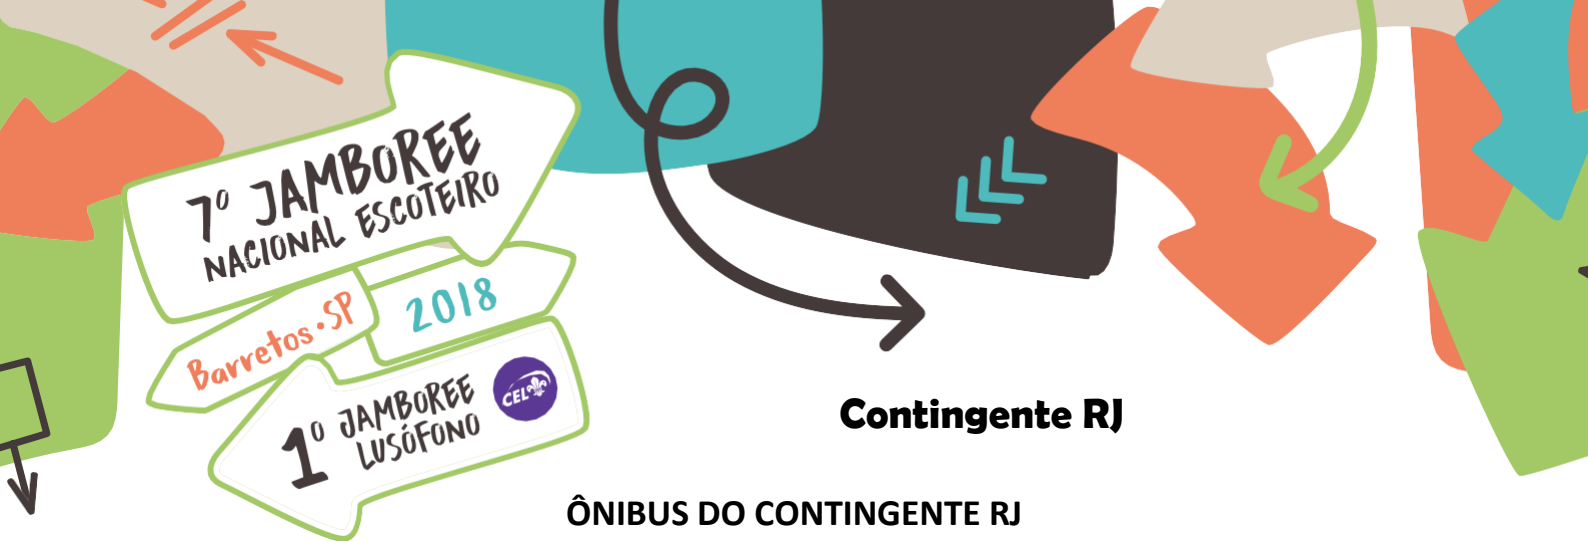 7º JAMBOREE
NACIONAL ESCOTEIRO
Barretos•SP
2018
1º JAMBOREE
LUSÓFONO
CEL
Contingente RJ
ÔNIBUS DO CONTINGENTE RJ